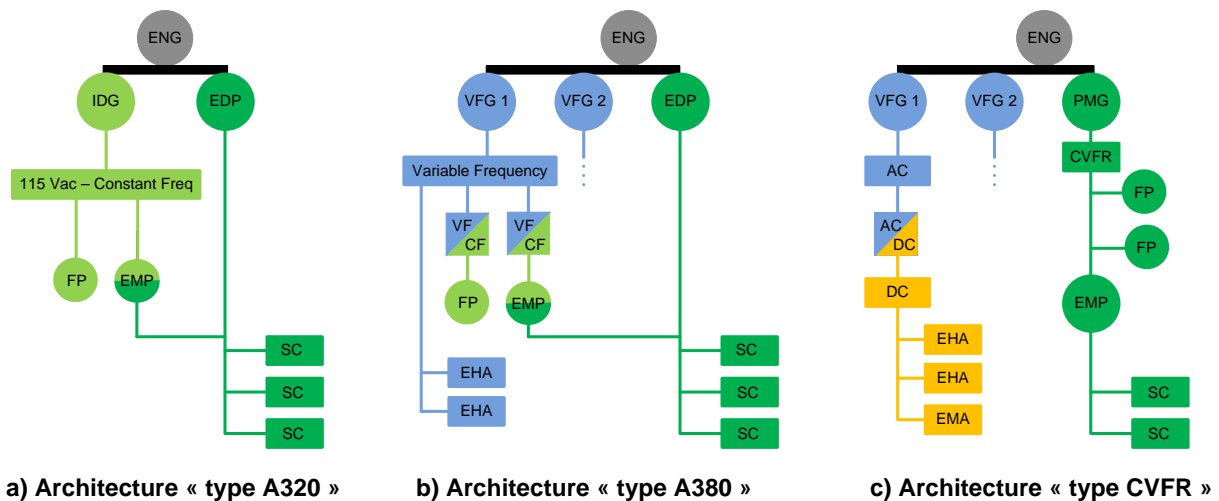 ENG
IDG
EDP
115 Vac – Constant Freq
FP
EMP
SC
SC
SC
a) Architecture « type A320 »
ENG
VFG 1
VFG 2
EDP
Variable Frequency
VF
CF
VF
CF
FP
EMP
EHA
EHA
SC
SC
SC
b) Architecture « type A380 »
ENG
VFG 1
VFG 2
PMG
AC
CVFR
AC
DC
DC
FP
FP
EMP
EHA
EHA
EMA
SC
SC
c) Architecture « type CVFR »